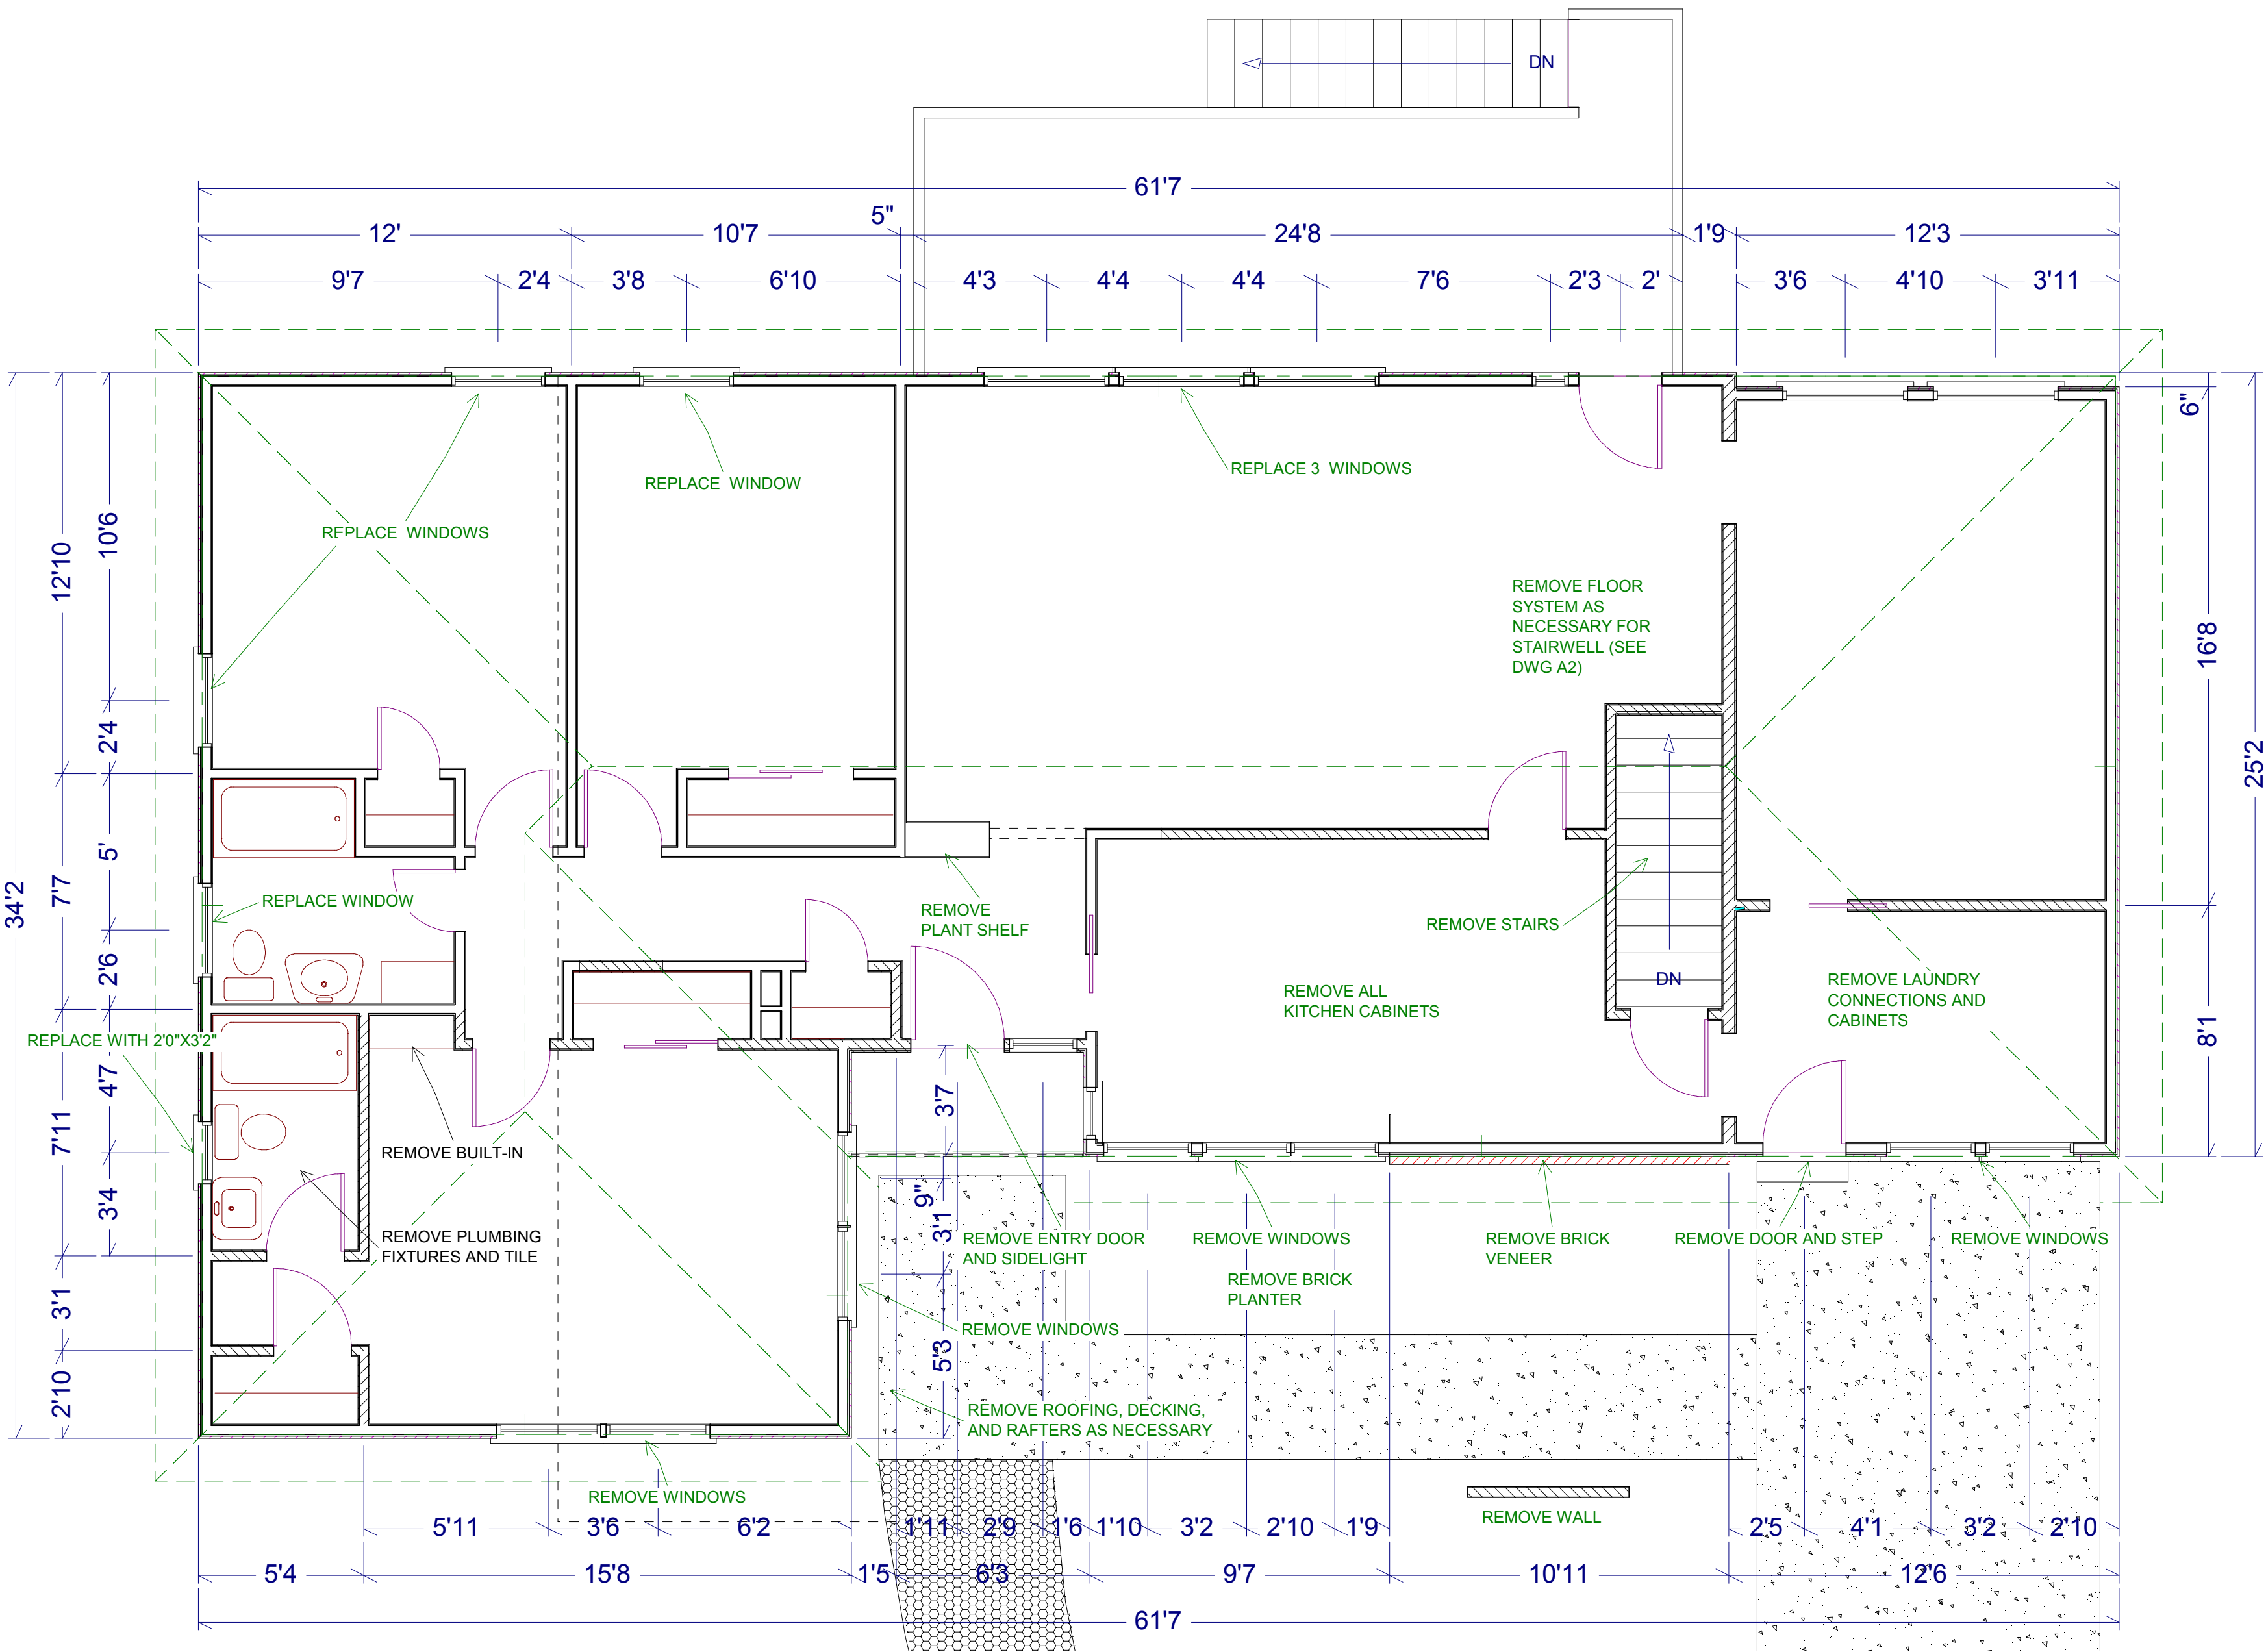 DN
61'7
5"
12'
10'7
24'8
1'9
12'3
9'7
2'4
3'8
6'10
4'3
4'4
4'4
7'6
2'3
2'
3'6
4'10
3'11
34'2
12'10
7'7
7'11
3'1
2'10
10'6
2'4
5'
2'6
4'7
3'4
6"
16'8
8'1
25'2
REPLACE WINDOWS
REPLACE WINDOW
REPLACE 3 WINDOWS
REMOVE FLOOR
SYSTEM AS
NECESSARY FOR
STAIRWELL (SEE
DWG A2)
REPLACE WINDOW
REMOVE
PLANT SHELF
REMOVE STAIRS
DN
REMOVE ALL
KITCHEN CABINETS
REMOVE LAUNDRY
CONNECTIONS AND
CABINETS
REPLACE WITH 2'0"X3'2"
REMOVE BUILT-IN
REMOVE PLUMBING
FIXTURES AND TILE
3'7
9"
3'1
5'3
REMOVE ENTRY DOOR
AND SIDELIGHT
REMOVE WINDOWS
REMOVE BRICK
PLANTER
REMOVE BRICK
VENEER
REMOVE DOOR AND STEP
REMOVE WINDOWS
REMOVE WINDOWS
REMOVE ROOFING, DECKING,
AND RAFTERS AS NECESSARY
REMOVE WINDOWS
REMOVE WALL
5'11
3'6
6'2
1'11
2'9
1'6
1'10
3'2
2'10
1'9
2'5
4'1
3'2
2'10
5'4
15'8
1'5
6'3
9'7
10'11
12'6
61'7